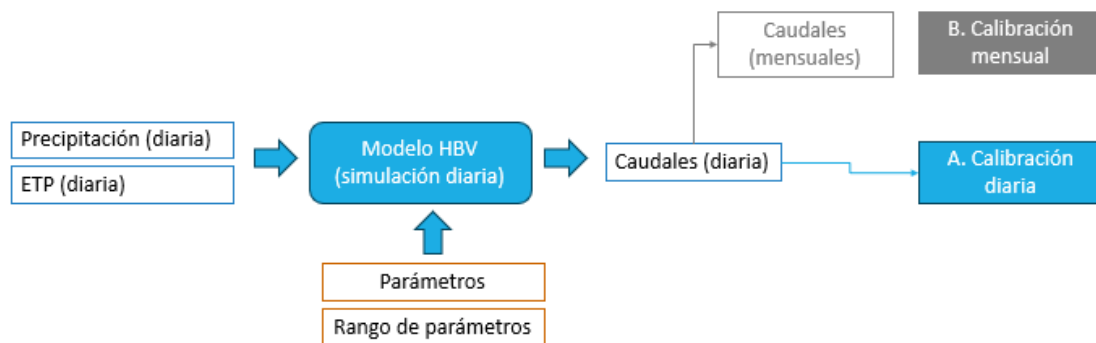 Caudales
(mensuales)
B. Calibración
mensual
Precipitación (diaria)
ETP (diaria)
Modelo HBV
(simulación diaria)
Caudales (diaria)
A. Calibración
diaria
Parámetros
Rango de parámetros